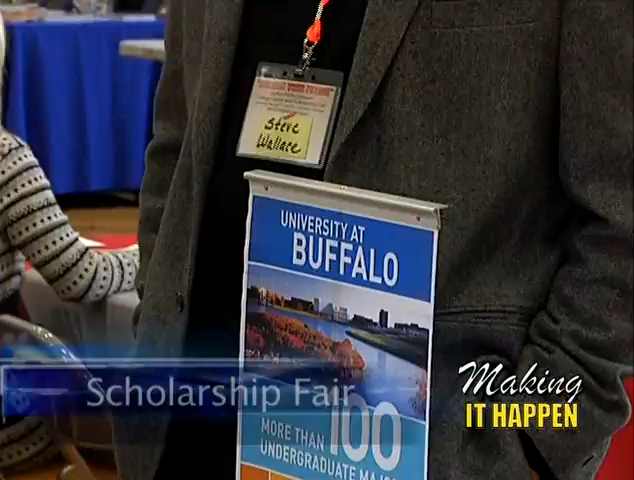 Steve
Wallace
UNIVERSITY AT
BUFFALO
100
MORE THAN
UNDERGRADUATE MAJ
Scholarship Fair
Making
IT HAPPEN